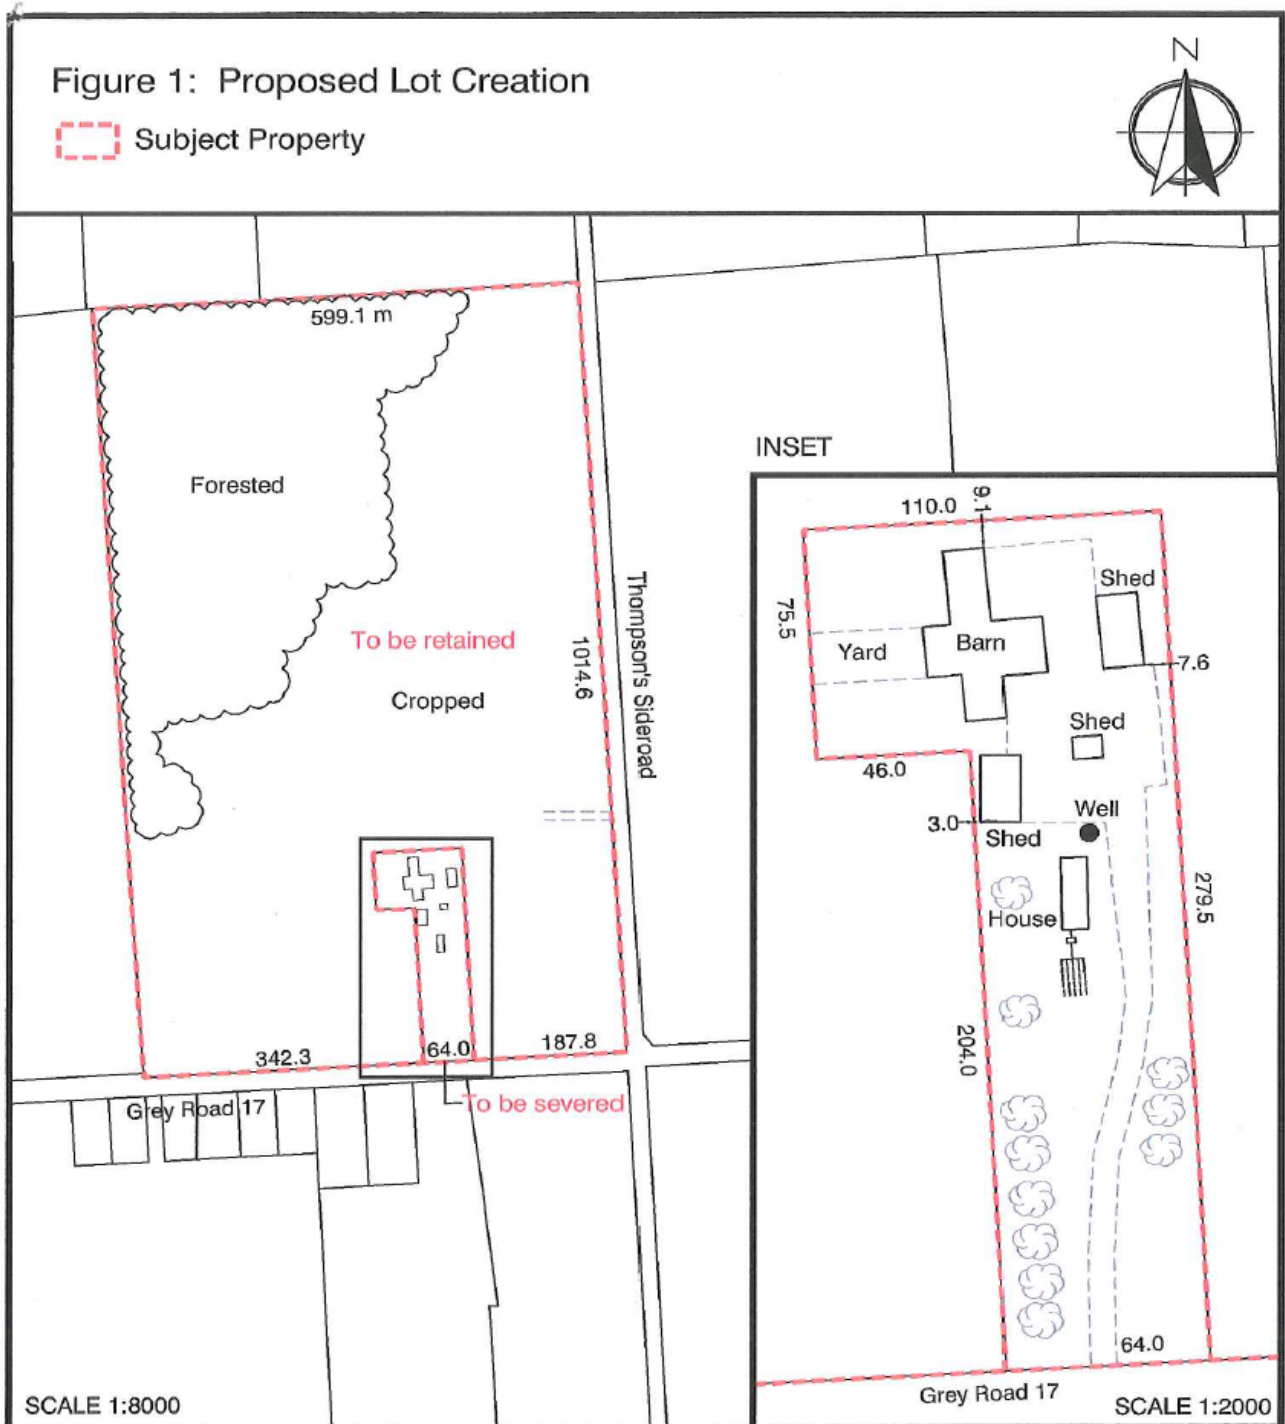 N
Figure 1: Proposed Lot Creation
Subject Property
599.1 m
Forested
To be retained
Cropped
1014.6
Thompson's Sideroad
342.3
64.0
187.8
To be severed
Grey Road 17
SCALE 1:8000
INSET
110.0
9.1
75.5
Yard
Barn
Shed
7.6
Shed
46.0
3.0
Shed
Well
House
279.5
204.0
64.0
Grey Road 17
SCALE 1:2000